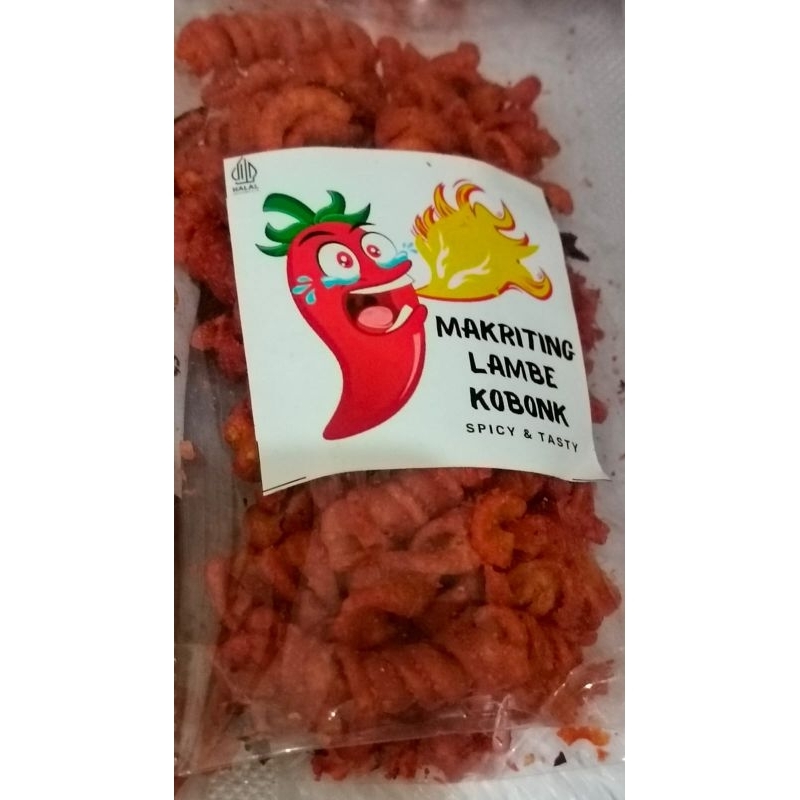 HALAL
MAKRITING
LAMBE
KOBONK
SPICY & TASTY